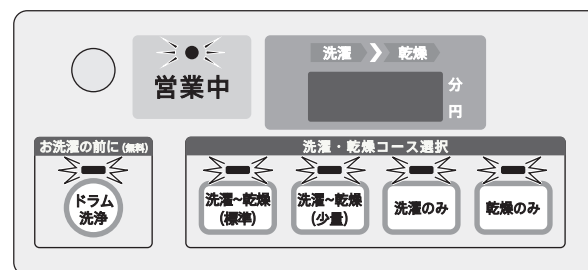 営業中
洗濯 乾燥
分
円
お洗濯の前に(無料)
ドラム
洗浄
洗濯・乾燥コース選択
洗濯~乾燥
(標準)
洗濯~乾燥
(少量)
洗濯のみ
乾燥のみ